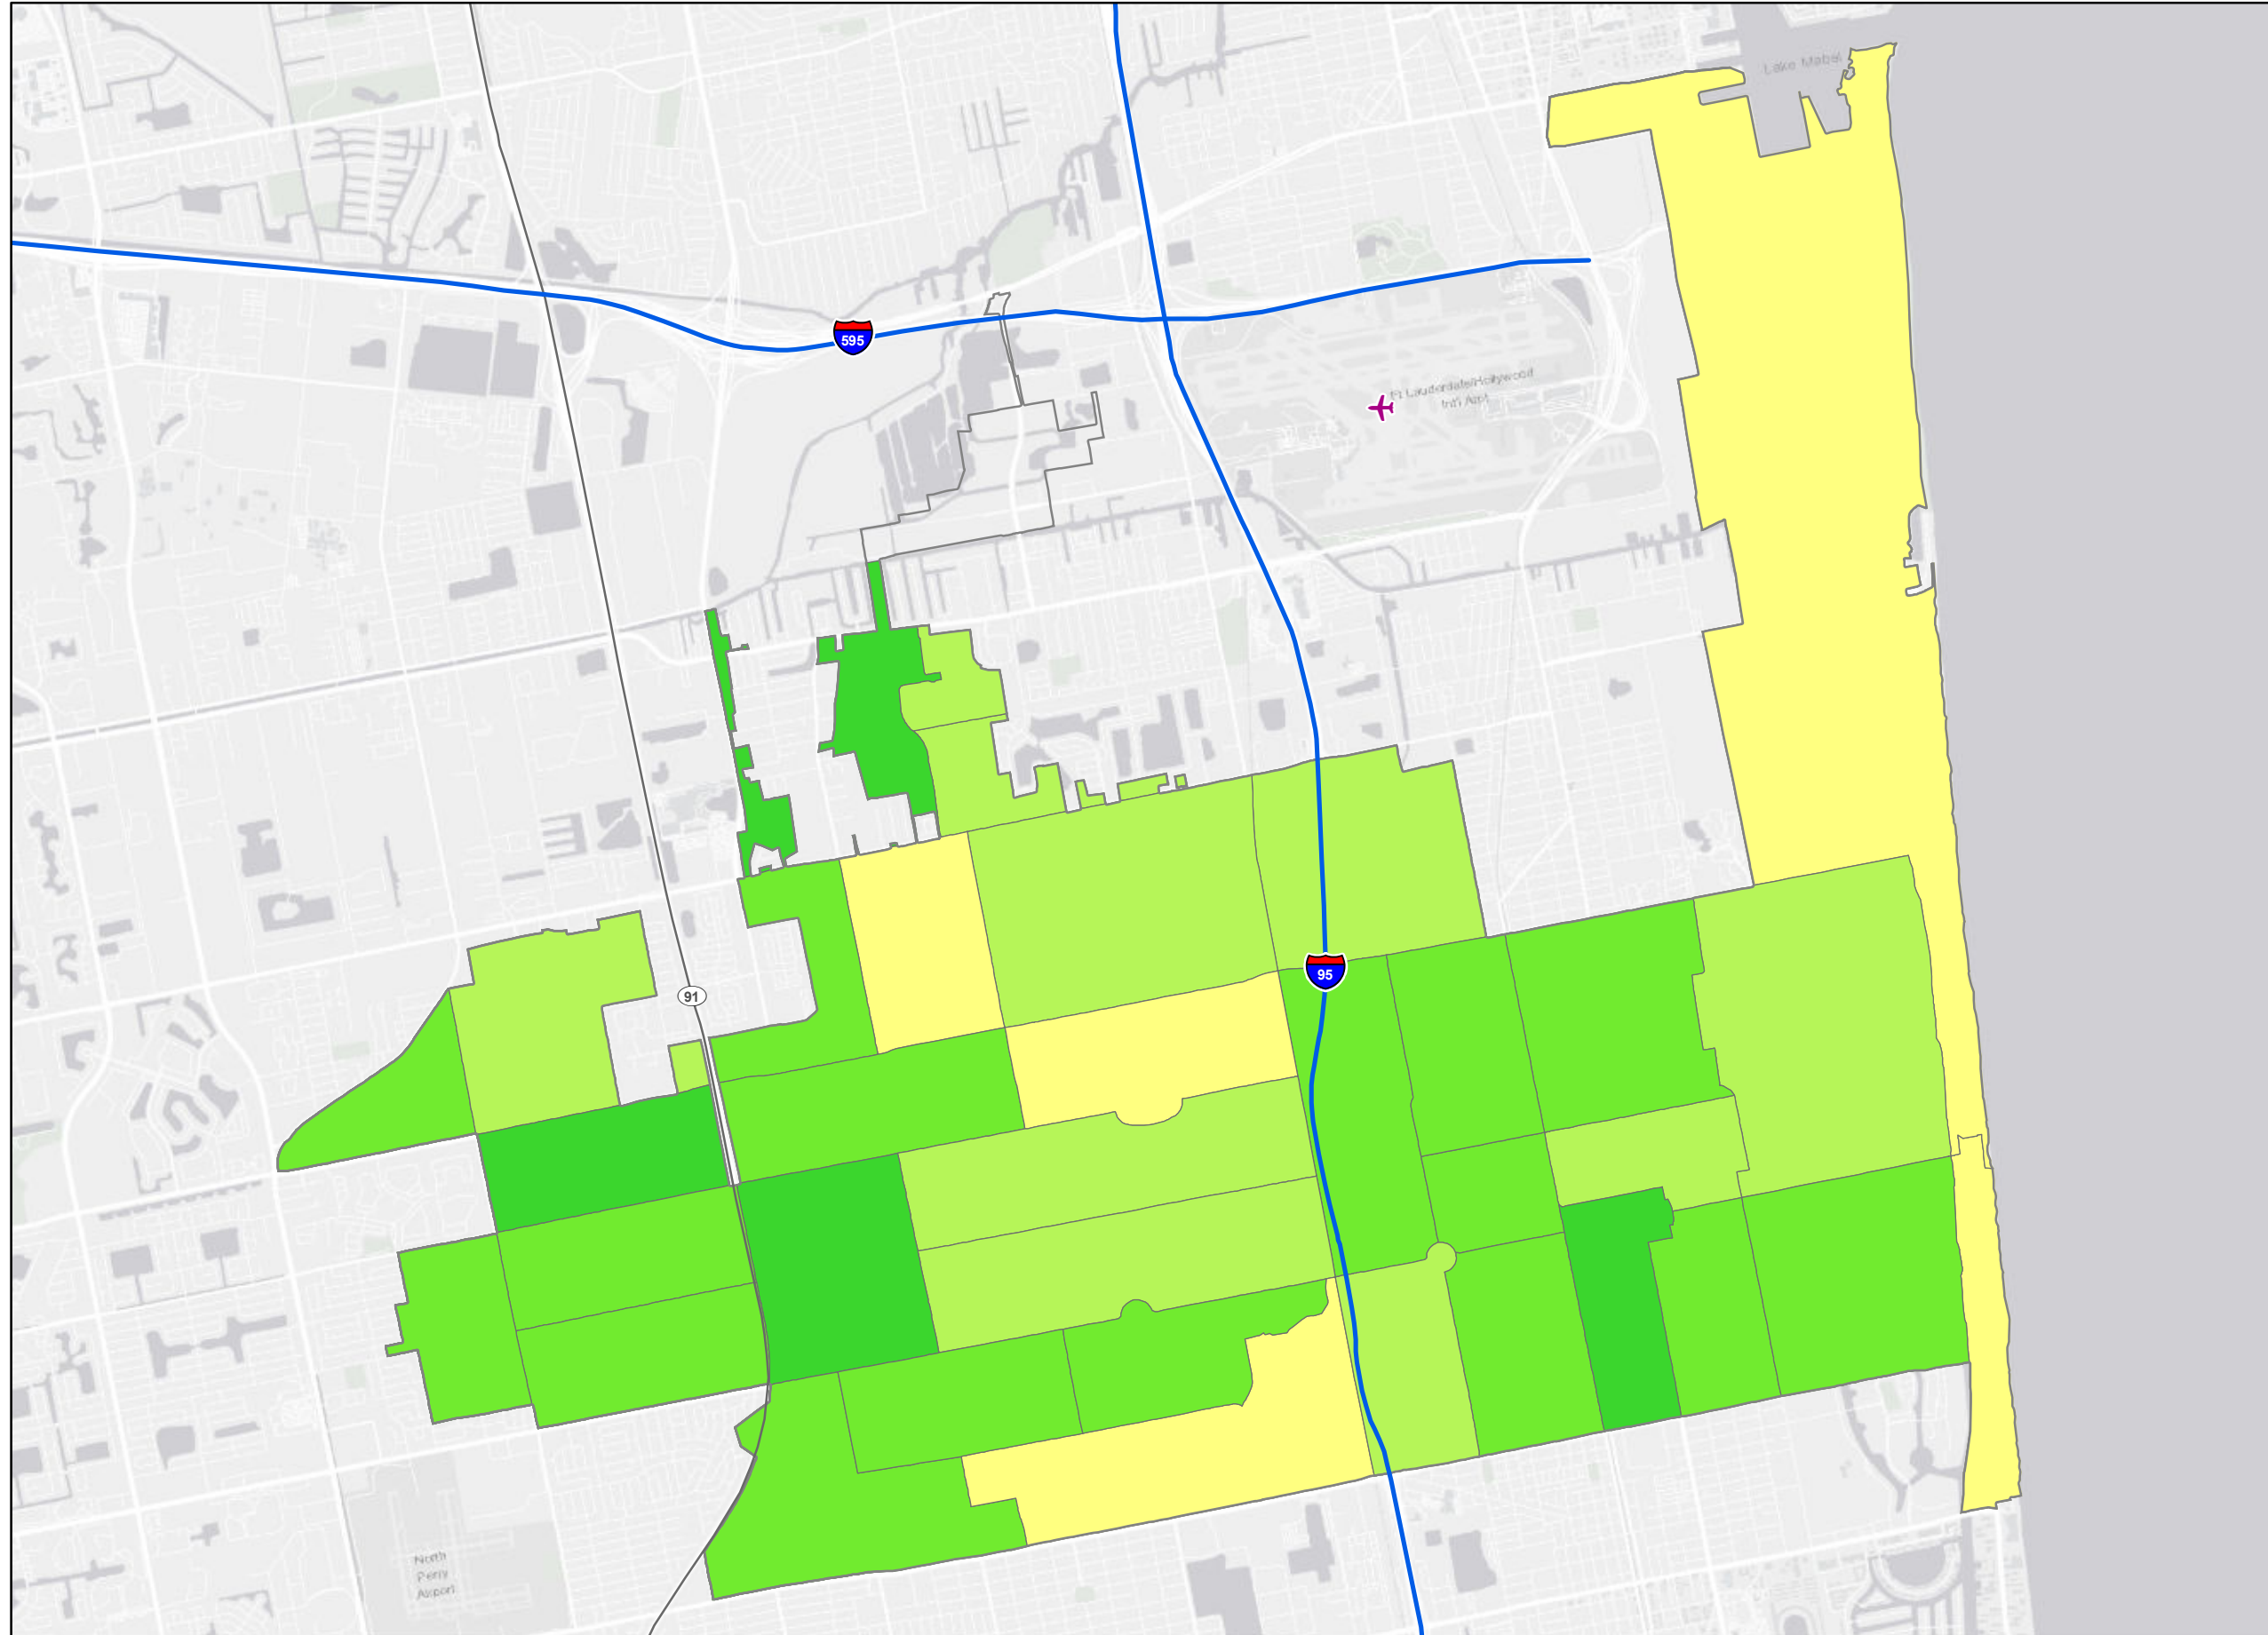 Lake Mabel
595
Ft Lauderdale/Hollywood
Int'l Arpt
95
91
North
Perry
Airport